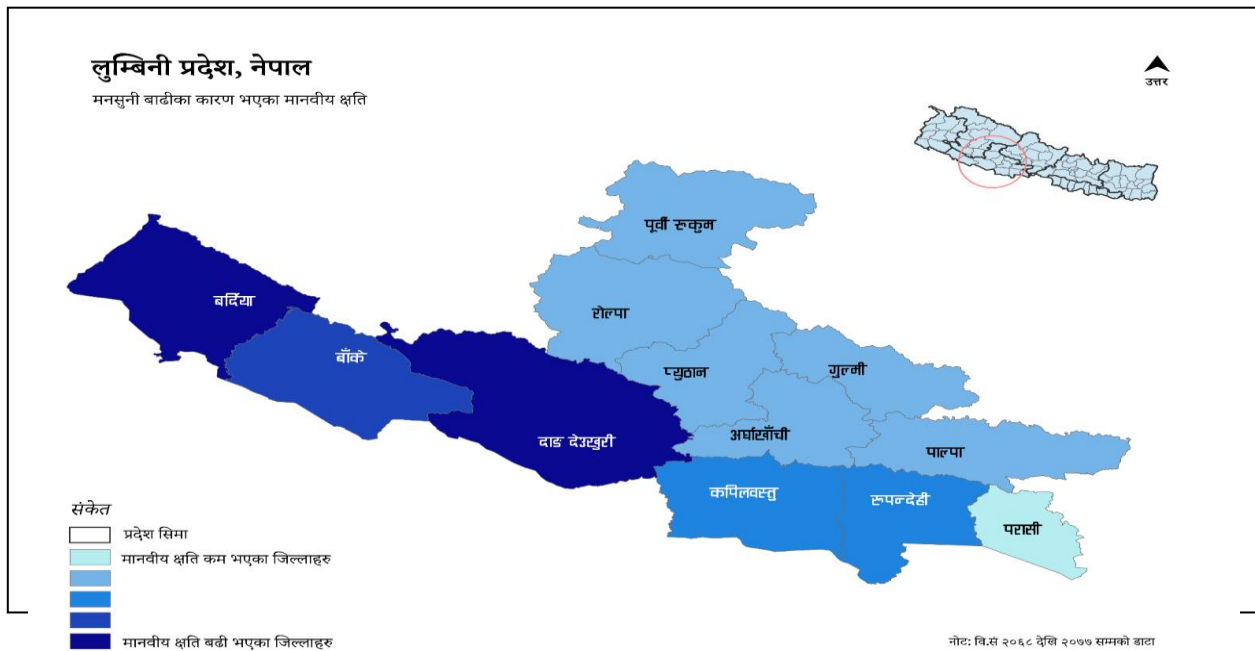 लुम्बिनी प्रदेश, नेपाल
मनसुनी बाढीका कारण भएका मानवीय क्षति
उत्तर
पूर्वी रुकुम
बर्दिया
रोल्पा
बाँके
प्युठान
गुल्मी
दाङ देउखुरी
अर्घाखाँची
पाल्पा
कपिलवस्तु
रुपन्देही
परासी
संकेत
प्रदेश सिमा
मानवीय क्षति कम भएका जिल्लाहरु
मानवीय क्षति बढी भएका जिल्लाहरु
नोट: वि.सं २०६८ देखि २०७७ सम्मको डाटा